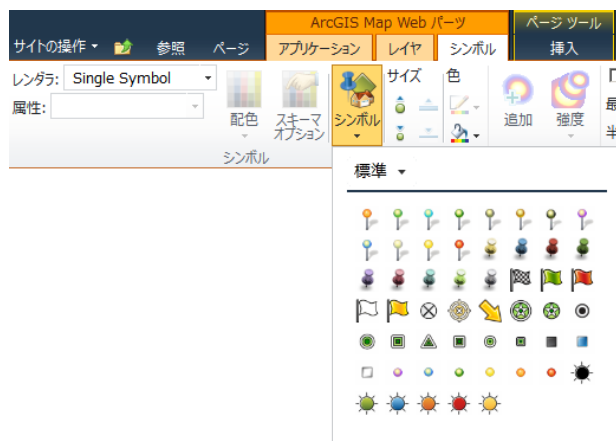 ArcGIS Map Web パーツ
ページ ツール
サイトの操作
参照
ページ
アプリケーション
レイヤ
シンボル
挿入
レンダラ: Single Symbol
属性:
配色
スキーマ
オプション
シンボル
サイズ
色
追加
強度
最
半
シンボル
標準